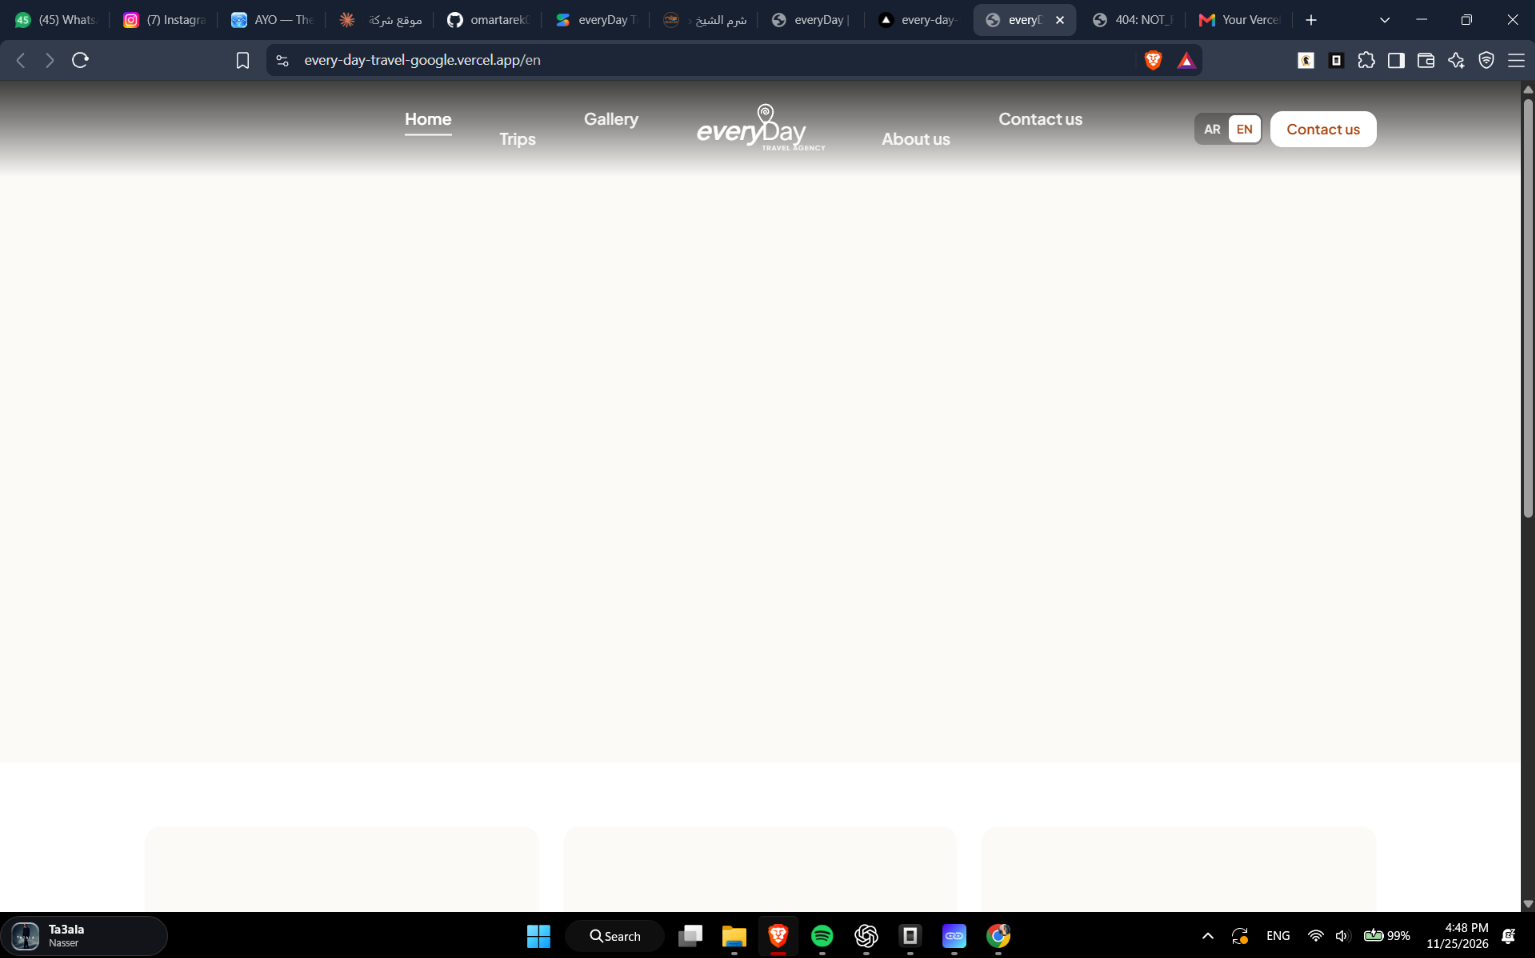 45
(45) Whats
(7) Instagra
AYO — The
موقع شركة
omartarek
everyDay T
شرم الشيخ
everyDay |
every-day-
everyD
404: NOT_F
Your Verce
every-day-travel-google.vercel.app/en
Home
Trips
Gallery
everyDay
TRAVEL AGENCY
About us
Contact us
AR
EN
Contact us
Ta3ala
Nasser
Search
ENG
99%
4:48 PM
11/25/2026